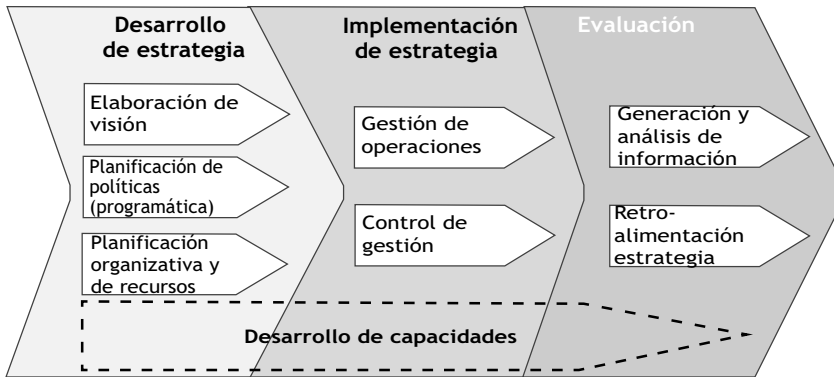 Desarrollo
de estrategia
Implementación
de estrategia
Evaluación
Elaboración de
visión
Planificación de
políticas
(programática)
Planificación
organizativa y
de recursos
Gestión de
operaciones
Control de
gestión
Generación y
análisis de
información
Retro-
alimentación
estrategia
Desarrollo de capacidades